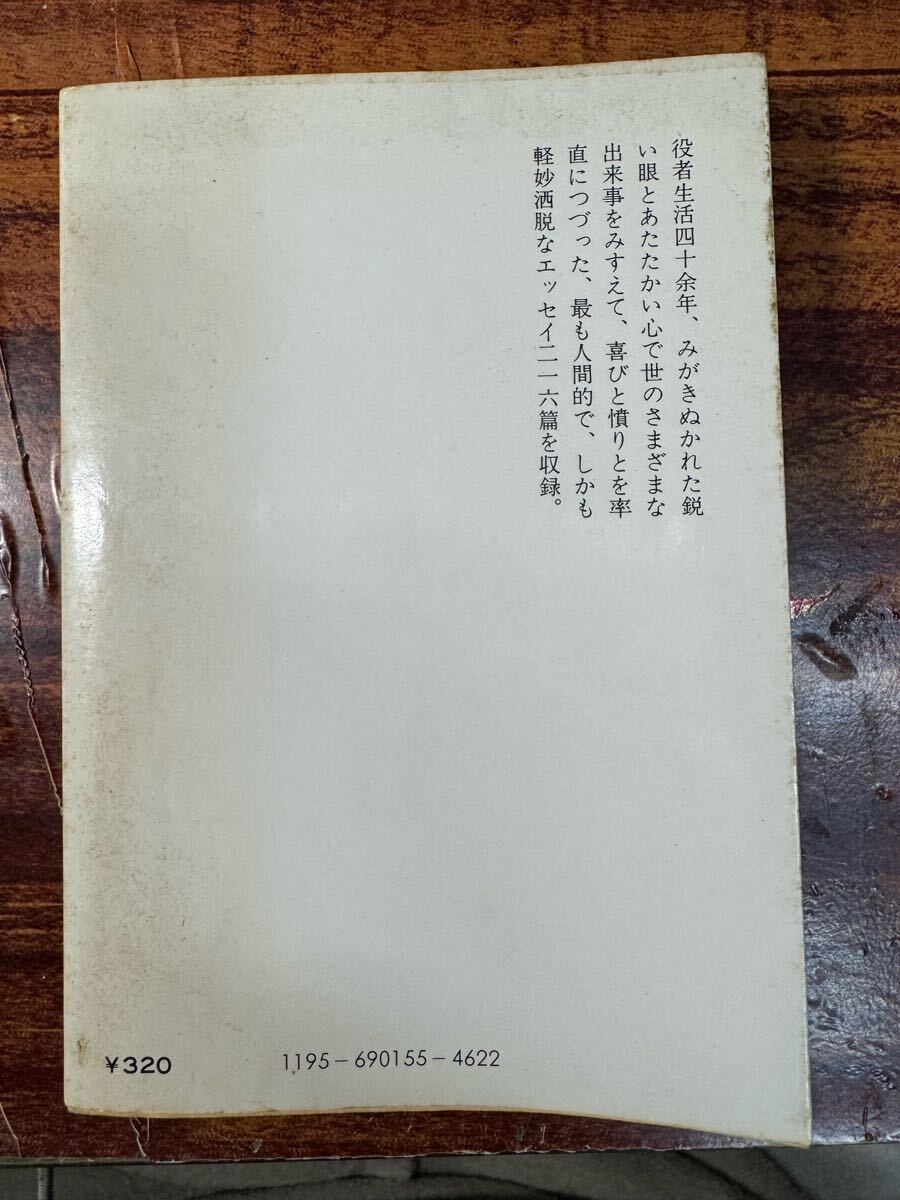 役者生活四十余年、みがきぬかれた鋭
い眼とあたたかい心で世のさまざまな
出来事をみすえて、喜びと憤りとを率
直につづった、最も人間的で、しかも
軽妙洒脱なエッセイ二一六篇を収録。
¥320
1195-690155-4622